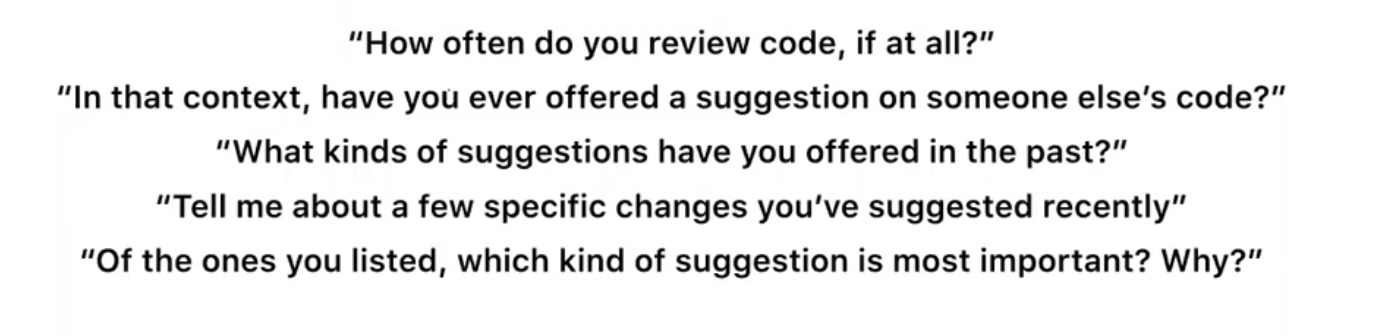 “How often do you review code, if at all?”
“In that context, have you ever offered a suggestion on someone else’s code?”
“What kinds of suggestions have you offered in the past?”
“Tell me about a few specific changes you’ve suggested recently”
“Of the ones you listed, which kind of suggestion is most important? Why?”